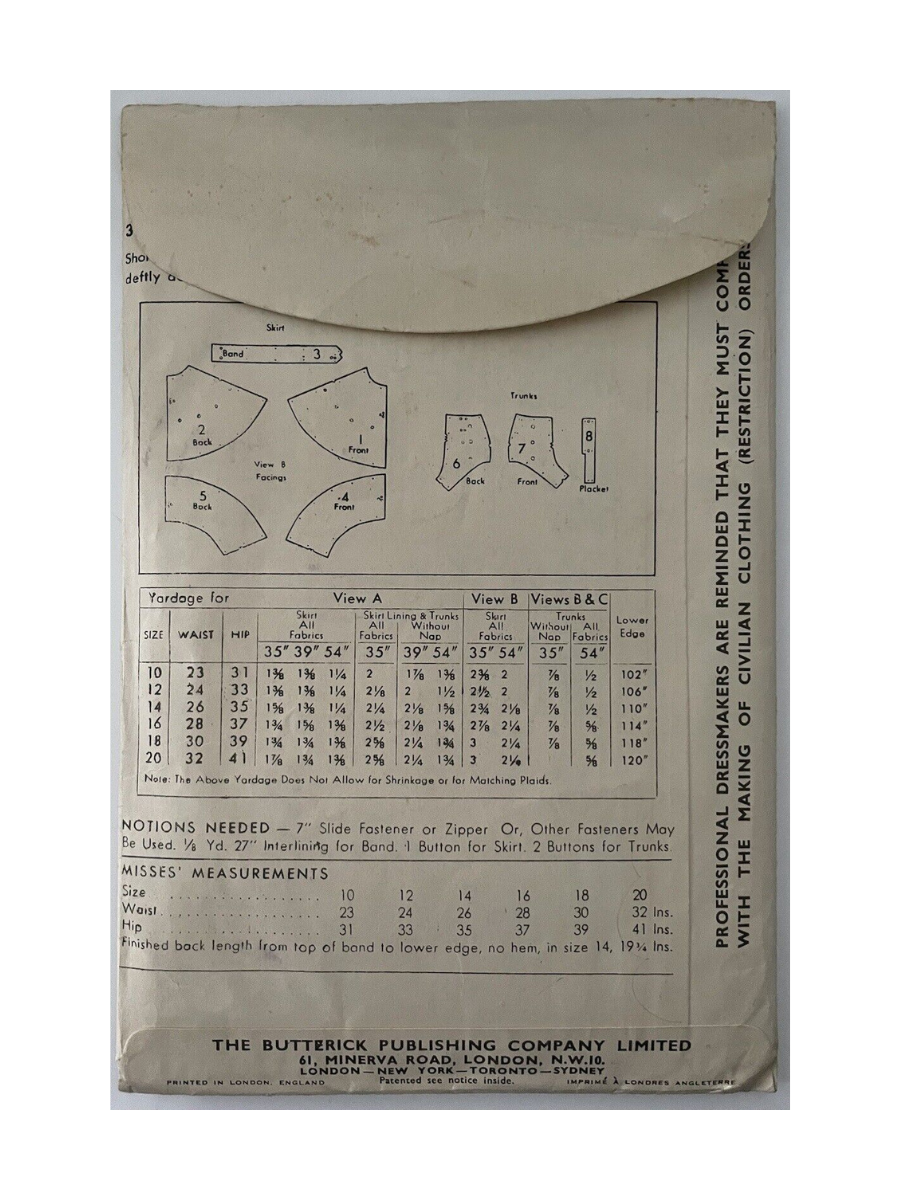 3
deftly
Skirt
Band 3
2
Back
1
Front
View B
Facings
5
Back
4
Front
Trunks
6
Back
7
Front
8
Placket
Yardage for View A View B Views B & C
SIZE WAIST HIP Skirt All Fabrics Skirt Lining & Trunks All Fabrics Without Nap Skirt All Fabrics Trunks Without Nap All Fabrics Lower Edge
35" 39" 54" 35" 39" 54" 35" 54" 35" 54"
10 23 31 1⅜ 1⅜ 1¼ 2 1⅞ 1⅜ 2⅜ 2 ⅞ ½ 102"
12 24 33 1⅜ 1⅜ 1¼ 2⅛ 2 1½ 2½ 2 ⅞ ½ 106"
14 26 35 1⅝ 1⅜ 1¼ 2¼ 2⅛ 1⅝ 2¾ 2⅛ ⅞ ½ 110"
16 28 37 1¾ 1⅝ 1⅜ 2½ 2⅛ 1¾ 2⅞ 2¼ ⅞ ⅝ 114"
18 30 39 1¾ 1¾ 1⅜ 2⅝ 2¼ 1¾ 3 2¼ ⅞ ⅝ 118"
20 32 41 1⅞ 1¾ 1⅜ 2⅝ 2¼ 1¾ 3 ⅝ 120"
Note: The Above Yardage Does Not Allow for Shrinkage or for Matching Plaids.
NOTIONS NEEDED — 7" Slide Fastener or Zipper Or, Other Fasteners May
Be Used. ⅛ Yd. 27" Interlining for Band. 1 Button for Skirt. 2 Buttons for Trunks.
MISSES' MEASUREMENTS
Size .................. 10 12 14 16 18 20
Waist .................. 23 24 26 28 30 32 Ins.
Hip .................. 31 33 35 37 39 41 Ins.
Finished back length from top of band to lower edge, no hem, in size 14, 19¾ Ins.
PROFESSIONAL DRESSMAKERS ARE REMINDED THAT THEY MUST COMP
WITH THE MAKING OF CIVILIAN CLOTHING (RESTRICTION) ORDERS
THE BUTTERICK PUBLISHING COMPANY LIMITED
61, MINERVA ROAD, LONDON, N.W.10.
LONDON—NEW YORK—TORONTO—SYDNEY
PRINTED IN LONDON, ENGLAND Patented see notice inside. IMPRIMÉ À LONDRES ANGLETERRE